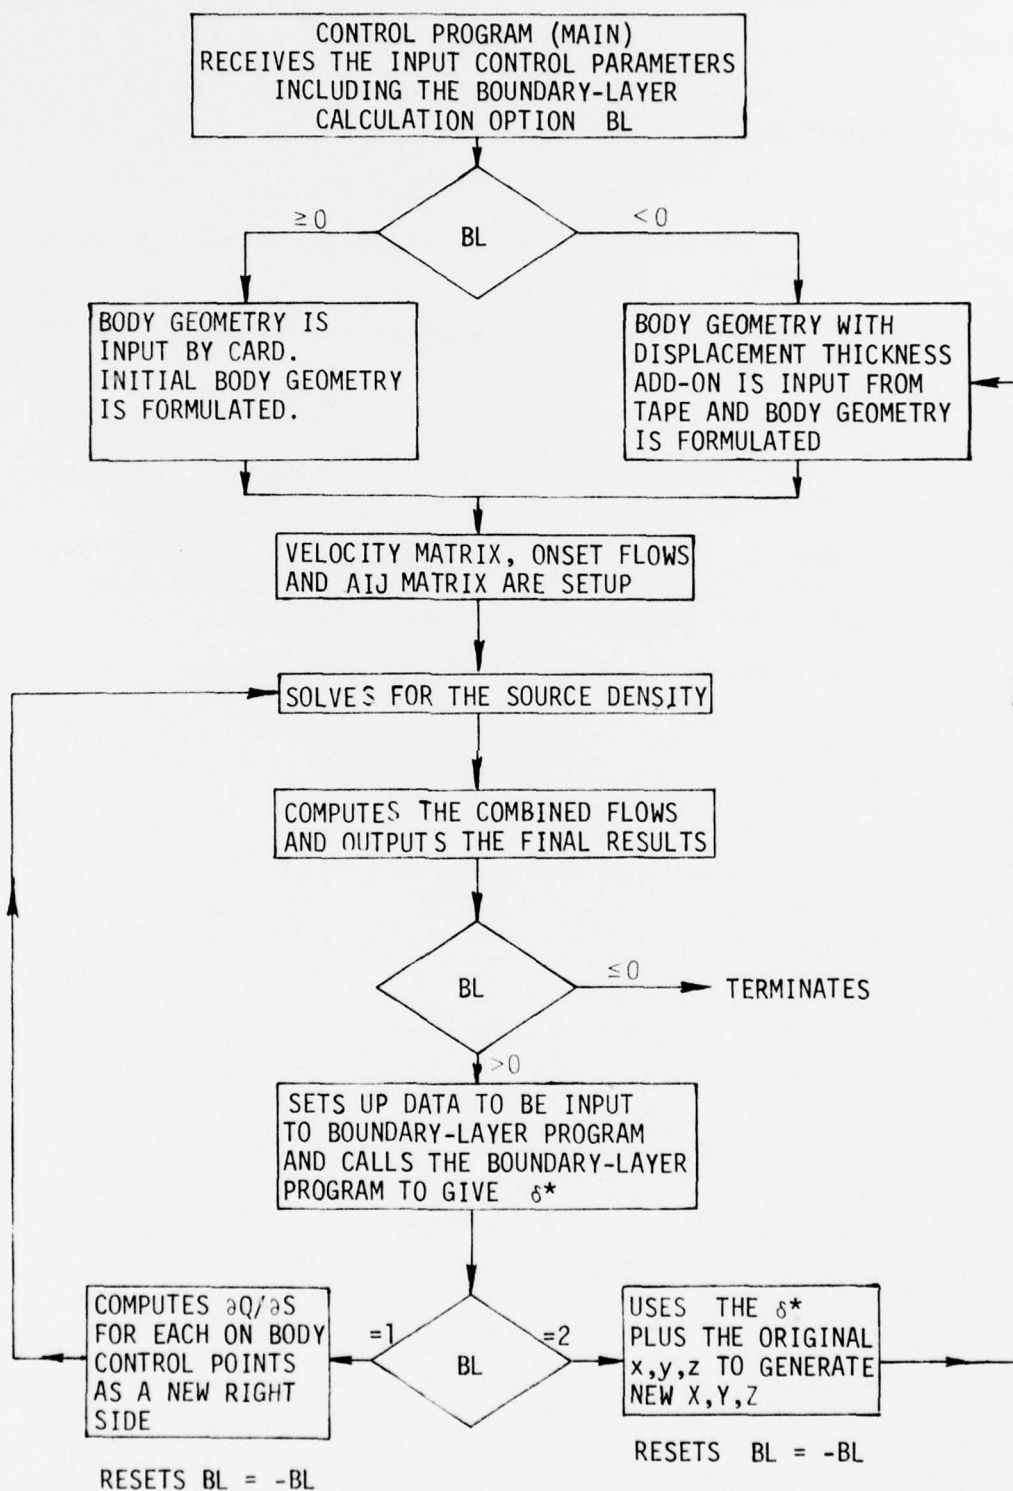 CONTROL PROGRAM (MAIN)
RECEIVES THE INPUT CONTROL PARAMETERS
INCLUDING THE BOUNDARY-LAYER
CALCULATION OPTION BL
≥0
BL
<0
BODY GEOMETRY IS
INPUT BY CARD.
INITIAL BODY GEOMETRY
IS FORMULATED.
BODY GEOMETRY WITH
DISPLACEMENT THICKNESS
ADD-ON IS INPUT FROM
TAPE AND BODY GEOMETRY
IS FORMULATED
VELOCITY MATRIX, ONSET FLOWS
AND AIJ MATRIX ARE SETUP
SOLVES FOR THE SOURCE DENSITY
COMPUTES THE COMBINED FLOWS
AND OUTPUTS THE FINAL RESULTS
BL
≤0
TERMINATES
>0
SETS UP DATA TO BE INPUT
TO BOUNDARY-LAYER PROGRAM
AND CALLS THE BOUNDARY-LAYER
PROGRAM TO GIVE δ*
COMPUTES ∂Q/∂S
FOR EACH ON BODY
CONTROL POINTS
AS A NEW RIGHT
SIDE
=1
BL
=2
USES THE δ*
PLUS THE ORIGINAL
x,y,z TO GENERATE
NEW X,Y,Z
RESETS BL = -BL
RESETS BL = -BL